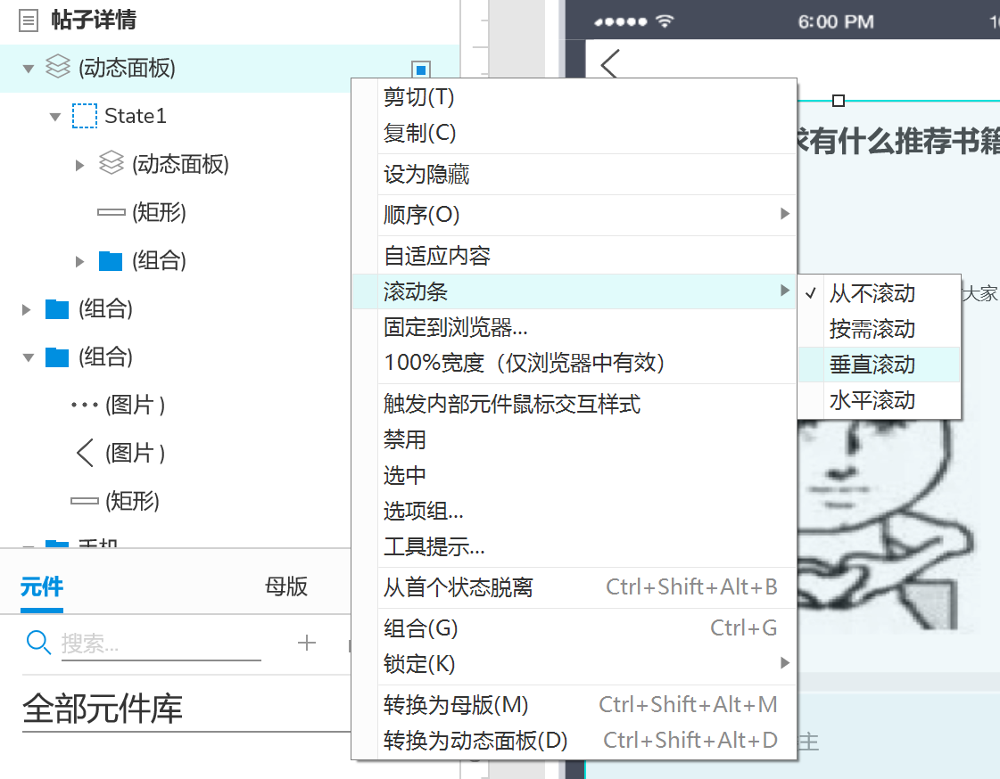 帖子详情
(动态面板)
State1
(动态面板)
(矩形)
(组合)
(组合)
(组合)
(图片 )
(图片 )
(矩形)
手机
元件
母版
搜索...
全部元件库
6:00 PM
有什么推荐书籍
大家
主
剪切(T)
复制(C)
设为隐藏
顺序(O)
自适应内容
滚动条
固定到浏览器...
100%宽度（仅浏览器中有效）
触发内部元件鼠标交互样式
禁用
选中
选项组...
工具提示...
从首个状态脱离 Ctrl+Shift+Alt+B
组合(G) Ctrl+G
锁定(K)
转换为母版(M) Ctrl+Shift+Alt+M
转换为动态面板(D) Ctrl+Shift+Alt+D
从不滚动
按需滚动
垂直滚动
水平滚动